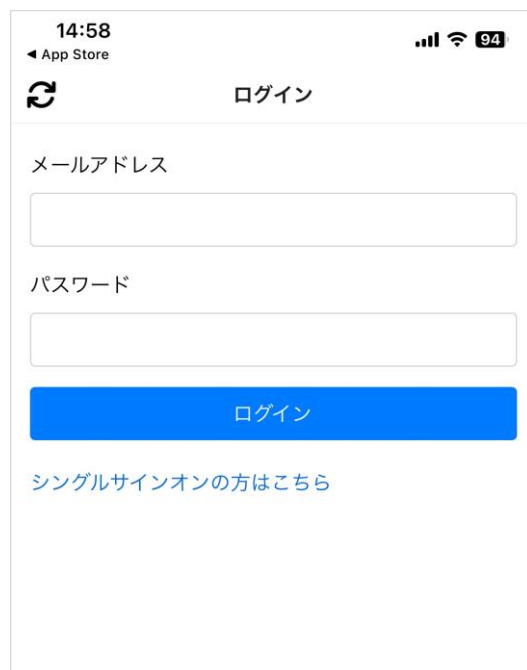 14:58
94
◀ App Store
ログイン
メールアドレス
パスワード
ログイン
シングルサインオンの方はこちら